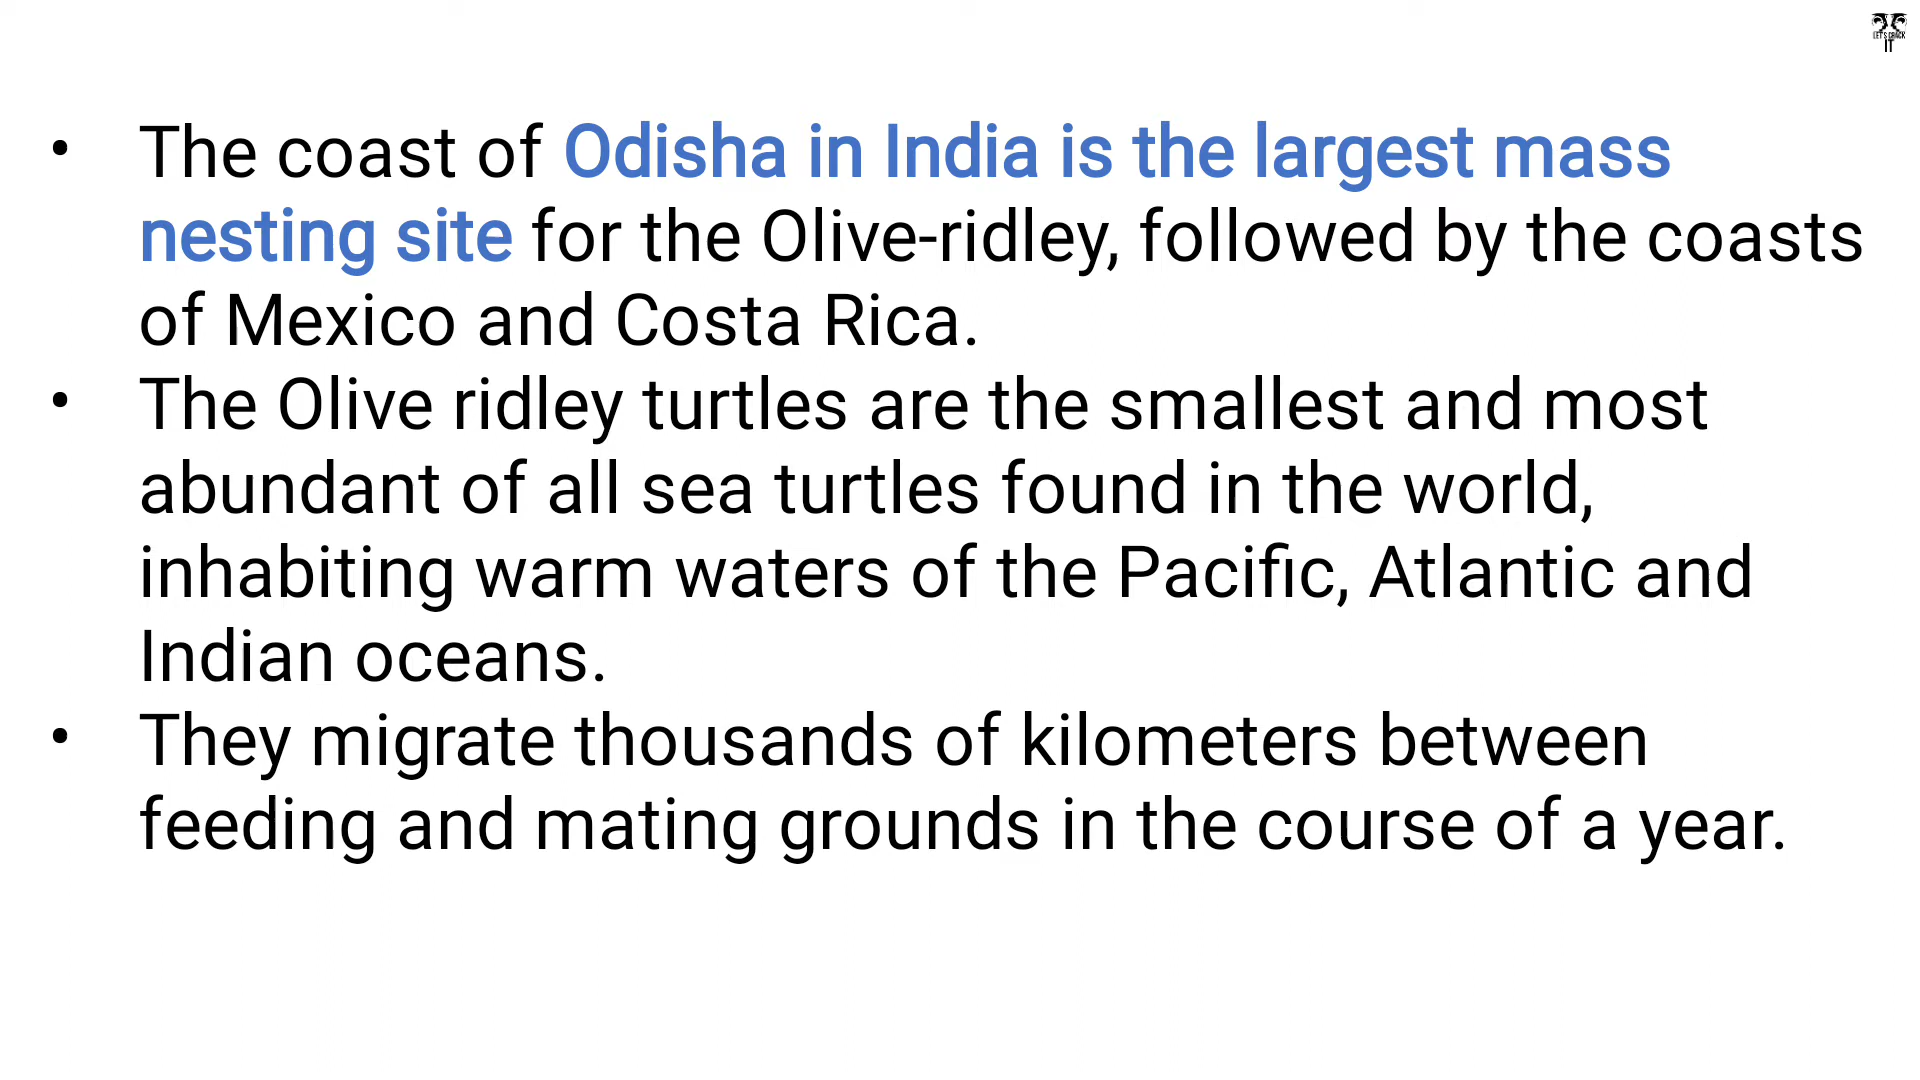 LET'S CRACK
IT
• The coast of Odisha in India is the largest mass
nesting site for the Olive-ridley, followed by the coasts
of Mexico and Costa Rica.
• The Olive ridley turtles are the smallest and most
abundant of all sea turtles found in the world,
inhabiting warm waters of the Pacific, Atlantic and
Indian oceans.
• They migrate thousands of kilometers between
feeding and mating grounds in the course of a year.